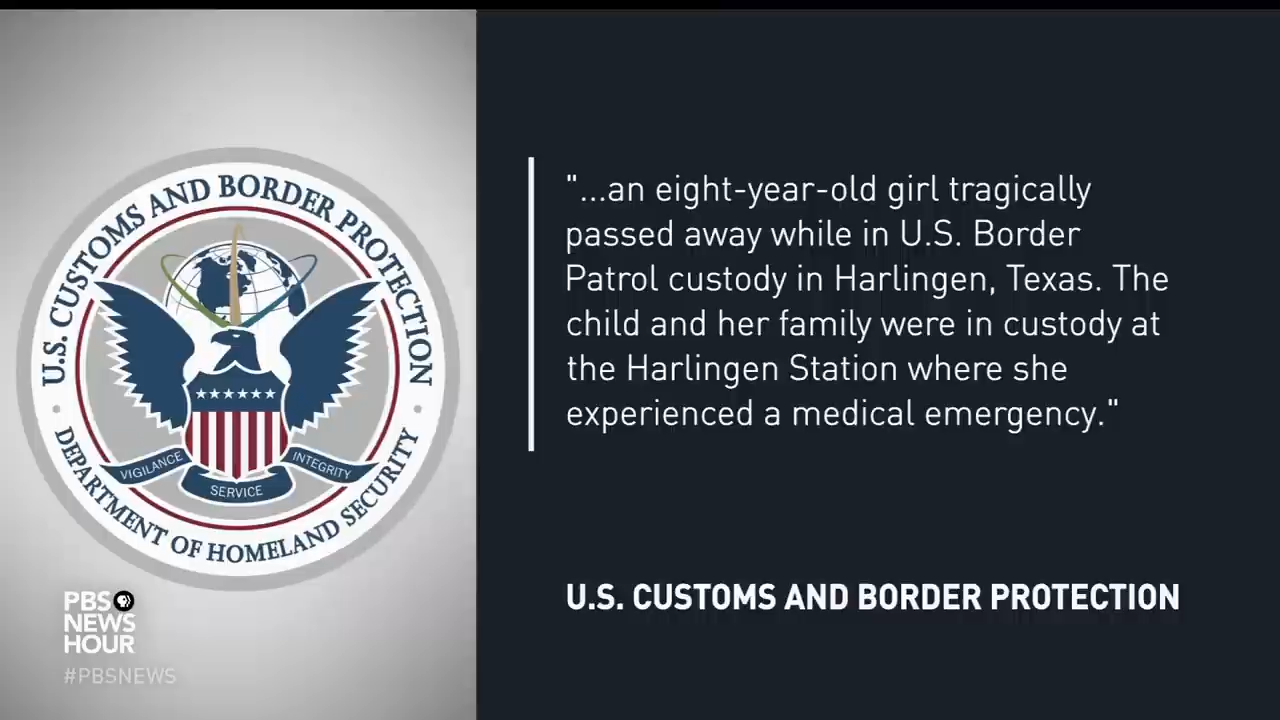 U.S. CUSTOMS AND BORDER PROTECTION
VIGILANCE
SERVICE
INTEGRITY
DEPARTMENT OF HOMELAND SECURITY
PBS
NEWS
HOUR
#PBSNEWS
"...an eight-year-old girl tragically
passed away while in U.S. Border
Patrol custody in Harlingen, Texas. The
child and her family were in custody at
the Harlingen Station where she
experienced a medical emergency."
U.S. CUSTOMS AND BORDER PROTECTION